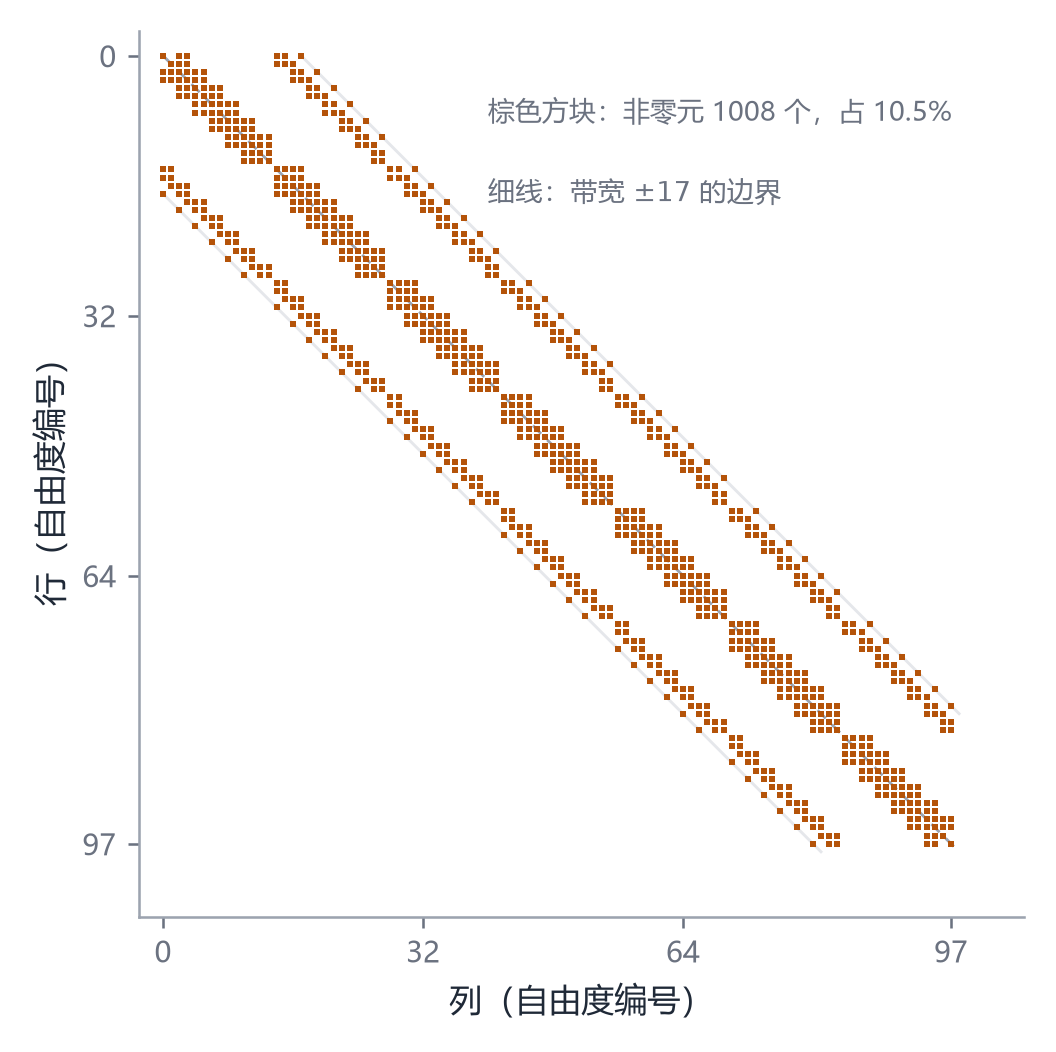 棕色方块：非零元 1008 个，占 10.5%
细线：带宽 ±17 的边界
行（自由度编号）
0
32
64
97
0
32
64
97
列（自由度编号）